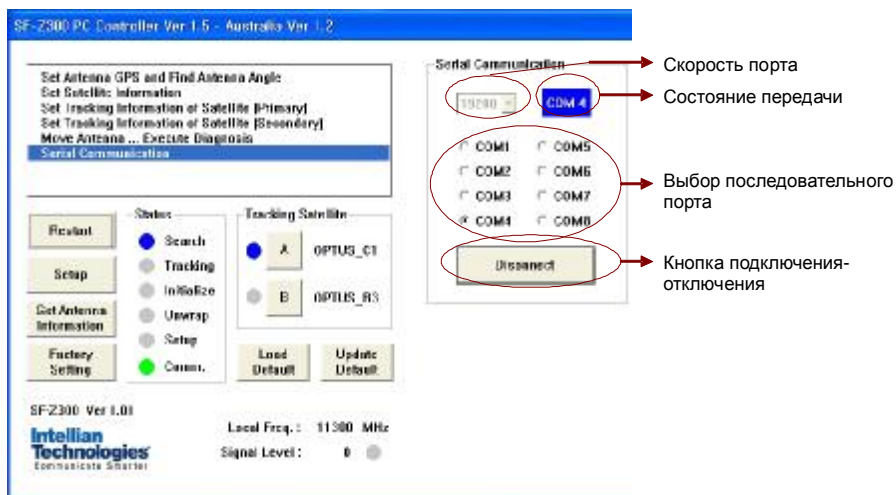 SF-2300 PC Controller Ver 1.5 - Australia Ver 1.2
Set Antenna GPS and Find Antenna Angle
Set Satellite Information
Set Tracking Information of Satellite [Primary]
Set Tracking Information of Satellite [Secondary]
Move Antenna ... Execute Diagnosis
Serial Communication
Restart
Setup
Get Antenna
Information
Factory
Setting
Status
Search
Tracking
Initialize
Unwrap
Setup
Comm.
Tracking Satellite
A OPTUS_C1
B OPTUS_B3
Load
Default
Update
Default
SF-2300 Ver 1.01
Intellian
Technologies
Communicate Smarter
Local Freq. : 11300 MHz
Signal Level : 0
Serial Communication
19200 COM 4
COM1 COM5
COM2 COM6
COM3 COM7
COM4 COM8
Disconnect
Скорость порта
Состояние передачи
Выбор последовательного
порта
Кнопка подключения-
отключения